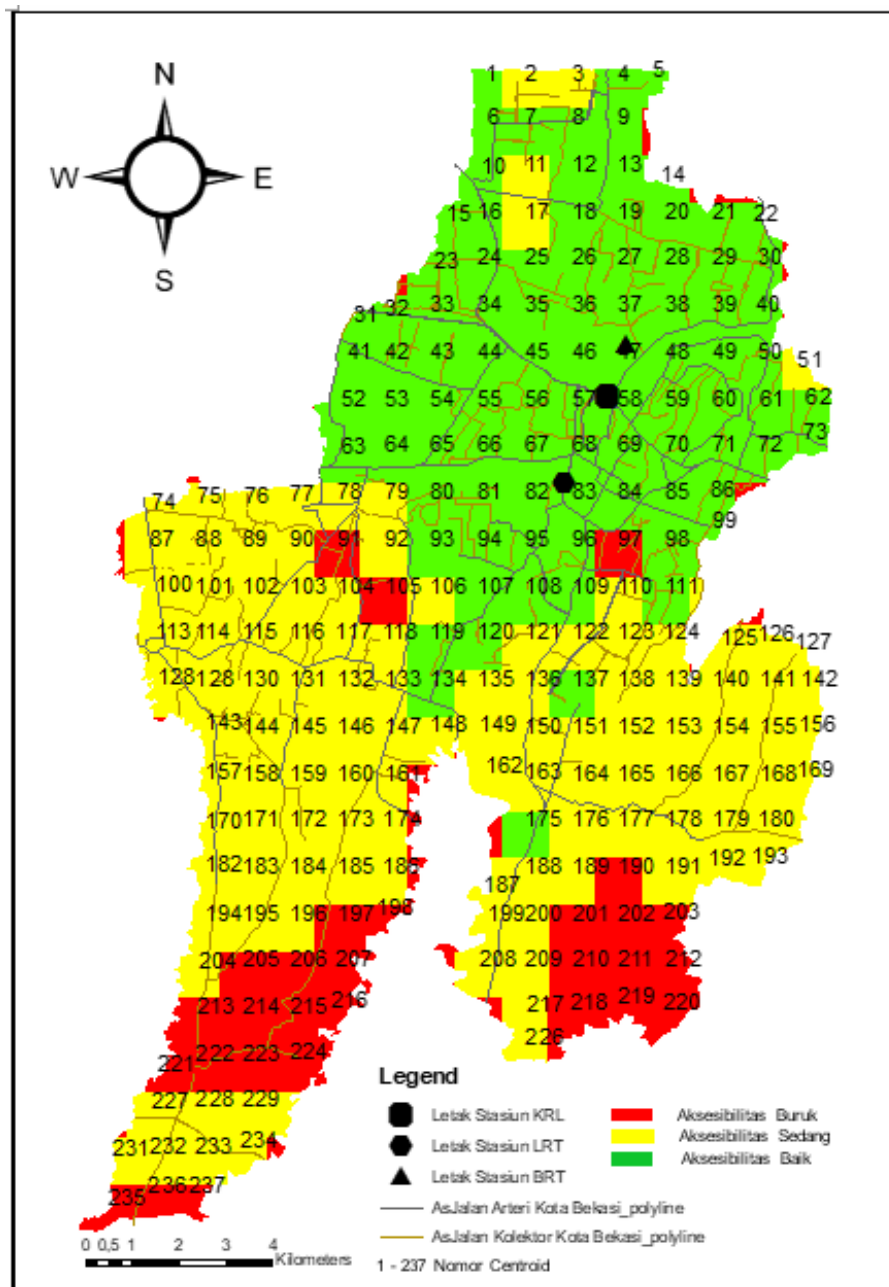 N
W E
S
1 2 3 4 5
6 7 8 9
10 11 12 13 14
15 16 17 18 19 20 21 22
23 24 25 26 27 28 29 30
31 32 33 34 35 36 37 38 39 40
41 42 43 44 45 46 47 48 49 50 51
52 53 54 55 56 57 58 59 60 61 62
63 64 65 66 67 68 69 70 71 72 73
74 75 76 77 78 79 80 81 82 83 84 85 86
87 88 89 90 91 92 93 94 95 96 97 98 99
100 101 102 103 104 105 106 107 108 109 110 111
113 114 115 116 117 118 119 120 121 122 123 124 125 126 127
128 128 130 131 132 133 134 135 136 137 138 139 140 141 142
143 144 145 146 147 148 149 150 151 152 153 154 155 156
157 158 159 160 161 162 163 164 165 166 167 168 169
170 171 172 173 174 175 176 177 178 179 180
182 183 184 185 186 187 188 189 190 191 192 193
194 195 196 197 198 199 200 201 202 203
204 205 206 207 208 209 210 211 212
213 214 215 216 217 218 219 220
221 222 223 224 226
227 228 229
231 232 233 234
235 236 237
Legend
Letak Stasiun KRL
Letak Stasiun LRT
Letak Stasiun BRT
AsJalan Arteri Kota Bekasi_polyline
AsJalan Kolektor Kota Bekasi_polyline
1 - 237 Nomor Centroid
Aksesibilitas Buruk
Aksesibilitas Sedang
Aksesibilitas Baik
0 0,5 1 2 3 4
Kilometers